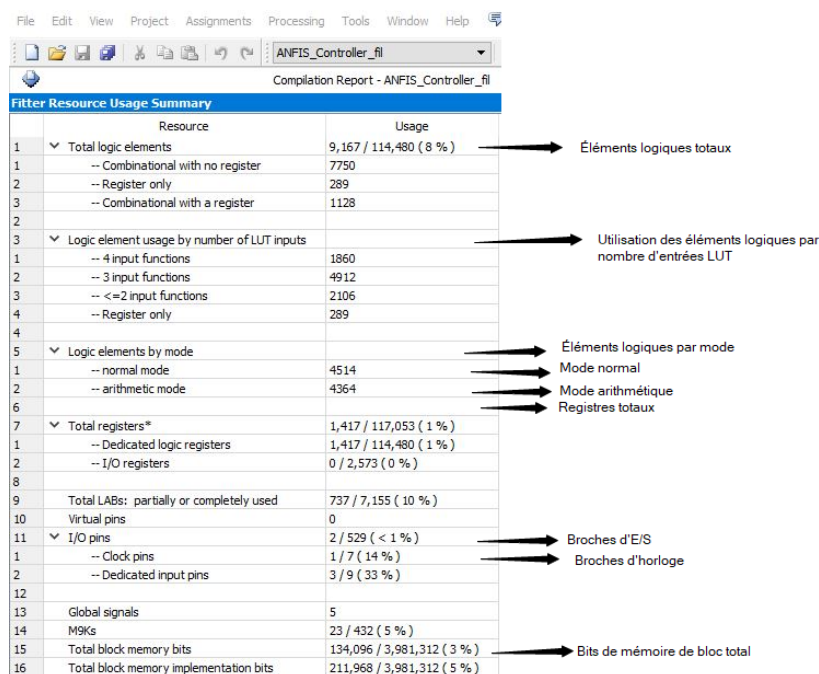 File Edit View Project Assignments Processing Tools Window Help
ANFIS_Controller_fil
Compilation Report - ANFIS_Controller_fil
Fitter Resource Usage Summary
Resource Usage
1 Total logic elements 9,167 / 114,480 ( 8 % ) Éléments logiques totaux
1 -- Combinational with no register 7750
2 -- Register only 289
3 -- Combinational with a register 1128
2
3 Logic element usage by number of LUT inputs Utilisation des éléments logiques par
nombre d'entrées LUT
1 -- 4 input functions 1860
2 -- 3 input functions 4912
3 -- <=2 input functions 2106
4 -- Register only 289
4
5 Logic elements by mode Éléments logiques par mode
1 -- normal mode 4514 Mode normal
2 -- arithmetic mode 4364 Mode arithmétique
6 Registres totaux
7 Total registers* 1,417 / 117,053 ( 1 % )
1 -- Dedicated logic registers 1,417 / 114,480 ( 1 % )
2 -- I/O registers 0 / 2,573 ( 0 % )
8
9 Total LABs: partially or completely used 737 / 7,155 ( 10 % )
10 Virtual pins 0
11 I/O pins 2 / 529 ( < 1 % ) Broches d'E/S
1 -- Clock pins 1 / 7 ( 14 % ) Broches d'horloge
2 -- Dedicated input pins 3 / 9 ( 33 % )
12
13 Global signals 5
14 M9Ks 23 / 432 ( 5 % )
15 Total block memory bits 134,096 / 3,981,312 ( 3 % ) Bits de mémoire de bloc total
16 Total block memory implementation bits 211,968 / 3,981,312 ( 5 % )